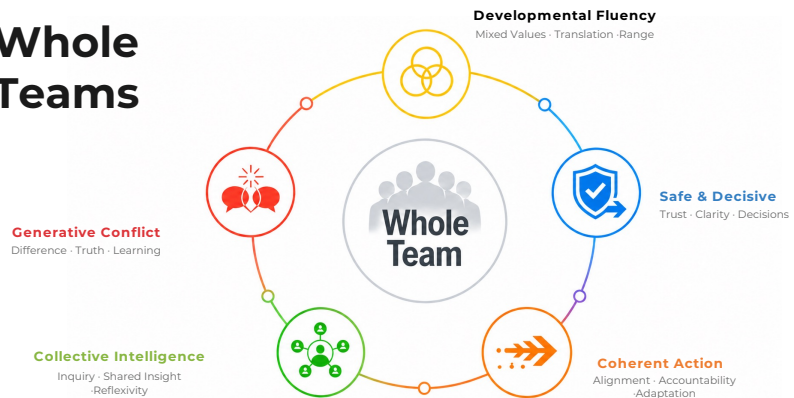 Whole
Teams
Developmental Fluency
Mixed Values · Translation ·Range
Safe & Decisive
Trust · Clarity · Decisions
Whole
Team
Generative Conflict
Difference · Truth · Learning
Collective Intelligence
Inquiry · Shared Insight
·Reflexivity
Coherent Action
Alignment · Accountability
·Adaptation